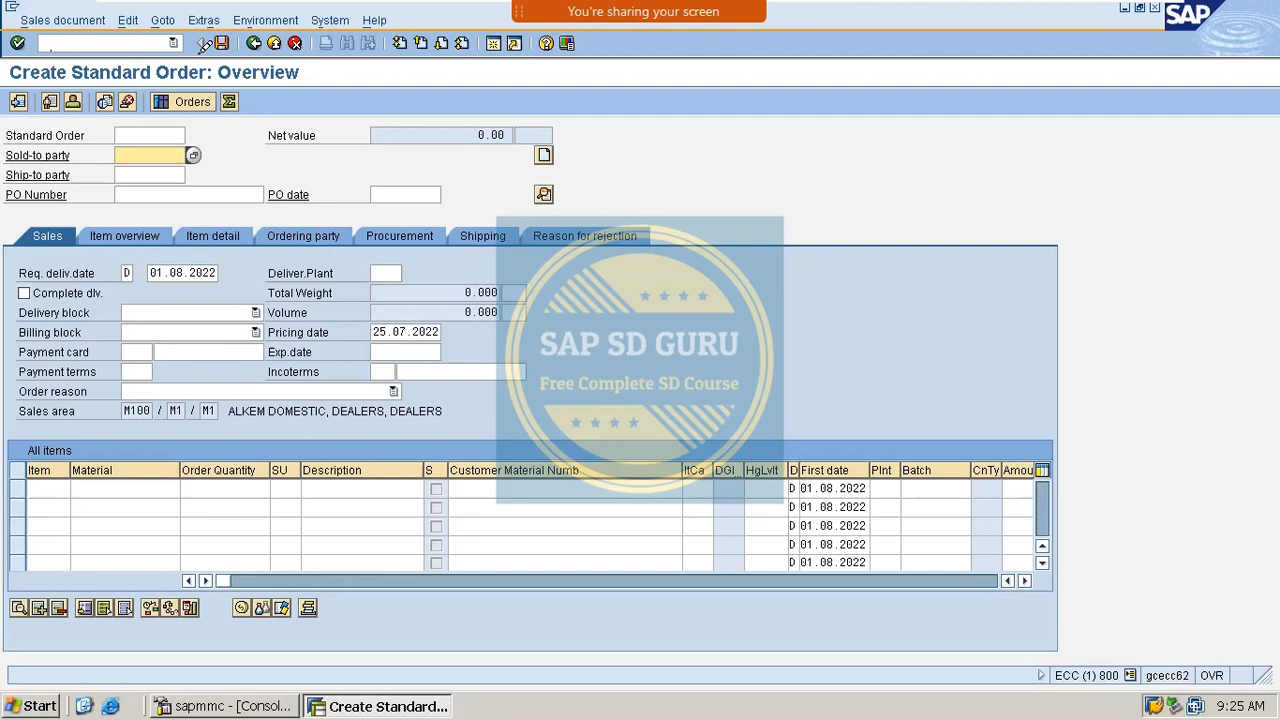 You're sharing your screen
Sales document Edit Goto Extras Environment System Help
SAP
Create Standard Order: Overview
Orders
Standard Order Net value 0.00
Sold-to party
Ship-to party
PO Number PO date
Sales Item overview Item detail Ordering party Procurement Shipping Reason for rejection
Req. deliv.date D 01.08.2022 Deliver.Plant
Complete dlv. Total Weight 0.000
Delivery block Volume 0.000
Billing block Pricing date 25.07.2022
Payment card Exp.date
Payment terms Incoterms
Order reason
Sales area M100 / M1 / M1 ALKEM DOMESTIC, DEALERS, DEALERS
SAP SD GURU
Free Complete SD Course
All items
Item Material Order Quantity SU Description S Customer Material Numb ItCa DGI... HgLvIt D First date Plnt Batch CnTy Amou
D 01.08.2022
D 01.08.2022
D 01.08.2022
D 01.08.2022
D 01.08.2022
ECC (1) 800 gcecc62 OVR
Start sapmmc - [Consol... Create Standard... 9:25 AM